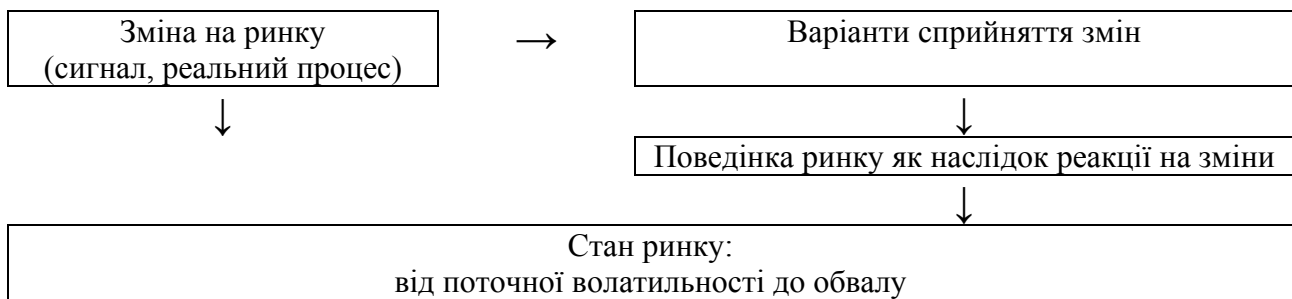 Зміна на ринку
(сигнал, реальний процес)
→
Варіанти сприйняття змін
↓
↓
Поведінка ринку як наслідок реакції на зміни
↓
Стан ринку:
від поточної волатильності до обвалу